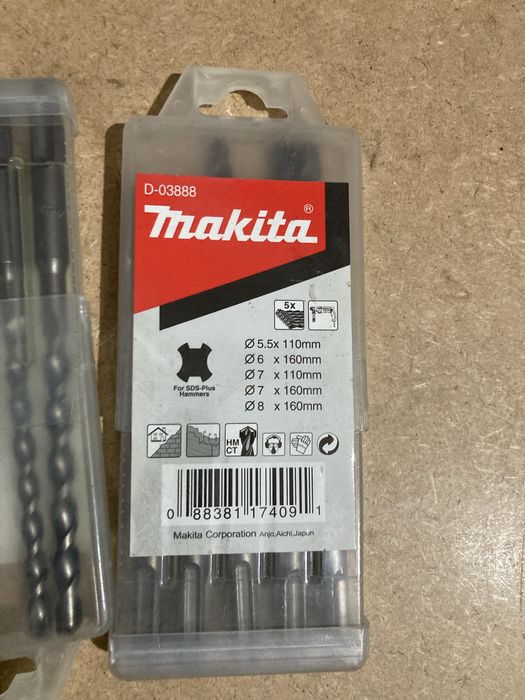 D-03888
makita®
5x
Ø 5.5x 110mm
Ø 6 x 160mm
Ø 7 x 110mm
Ø 7 x 160mm
Ø 8 x 160mm
For SDS-Plus
Hammers
HM
CT
0 88381 17409 1
Makita Corporation Anjo,Aichi,Japun